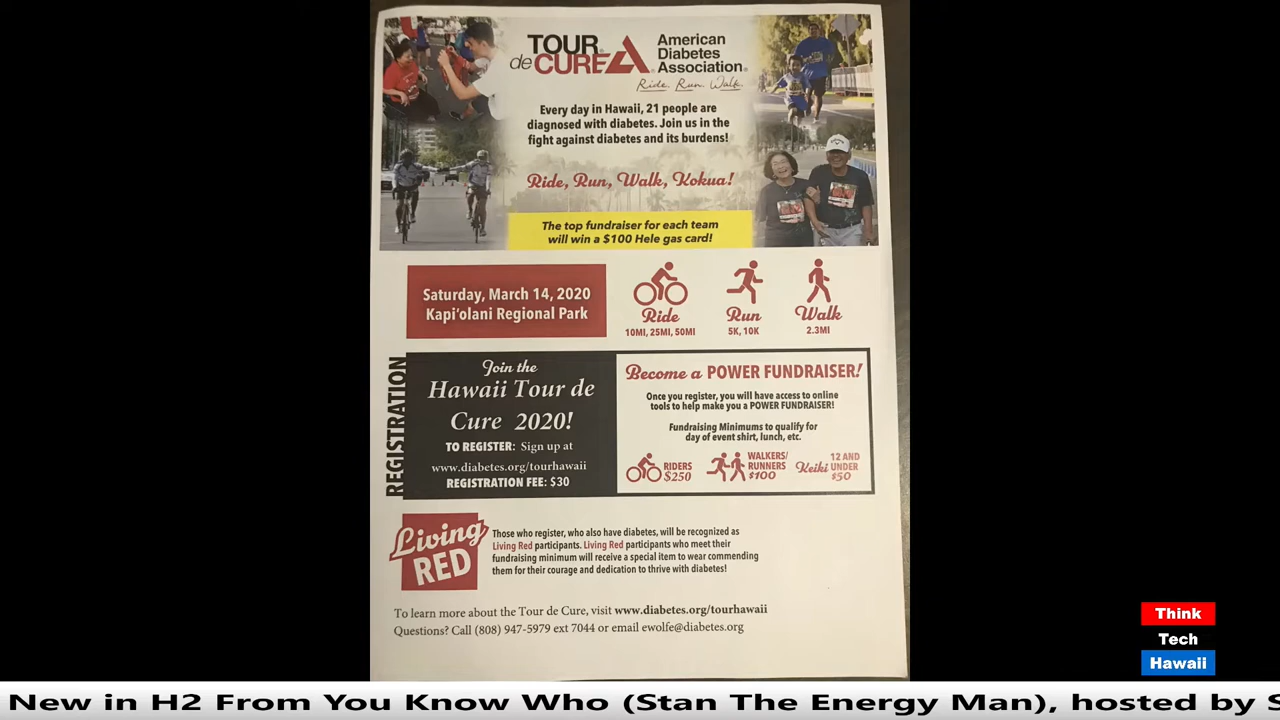 TOUR
de CURE
American
Diabetes
Association®
Ride. Run. Walk.
Every day in Hawaii, 21 people are
diagnosed with diabetes. Join us in the
fight against diabetes and its burdens!
Ride, Run, Walk, Kokua!
The top fundraiser for each team
will win a $100 Hele gas card!
Saturday, March 14, 2020
Kapi'olani Regional Park
Ride
10MI, 25MI, 50MI
Run
5K, 10K
Walk
2.3MI
REGISTRATION
Join the
Hawaii Tour de
Cure 2020!
TO REGISTER: Sign up at
www.diabetes.org/tourhawaii
REGISTRATION FEE: $30
Become a POWER FUNDRAISER!
Once you register, you will have access to online
tools to help make you a POWER FUNDRAISER!
Fundraising Minimums to qualify for
day of event shirt, lunch, etc.
RIDERS
$250
WALKERS/
RUNNERS
$100
Keiki
12 AND
UNDER
$50
Living
RED
Those who register, who also have diabetes, will be recognized as
Living Red participants. Living Red participants who meet their
fundraising minimum will receive a special item to wear commending
them for their courage and dedication to thrive with diabetes!
To learn more about the Tour de Cure, visit www.diabetes.org/tourhawaii
Questions? Call (808) 947-5979 ext 7044 or email ewolfe@diabetes.org
Think
Tech
Hawaii
New in H2 From You Know Who (Stan The Energy Man), hosted by S